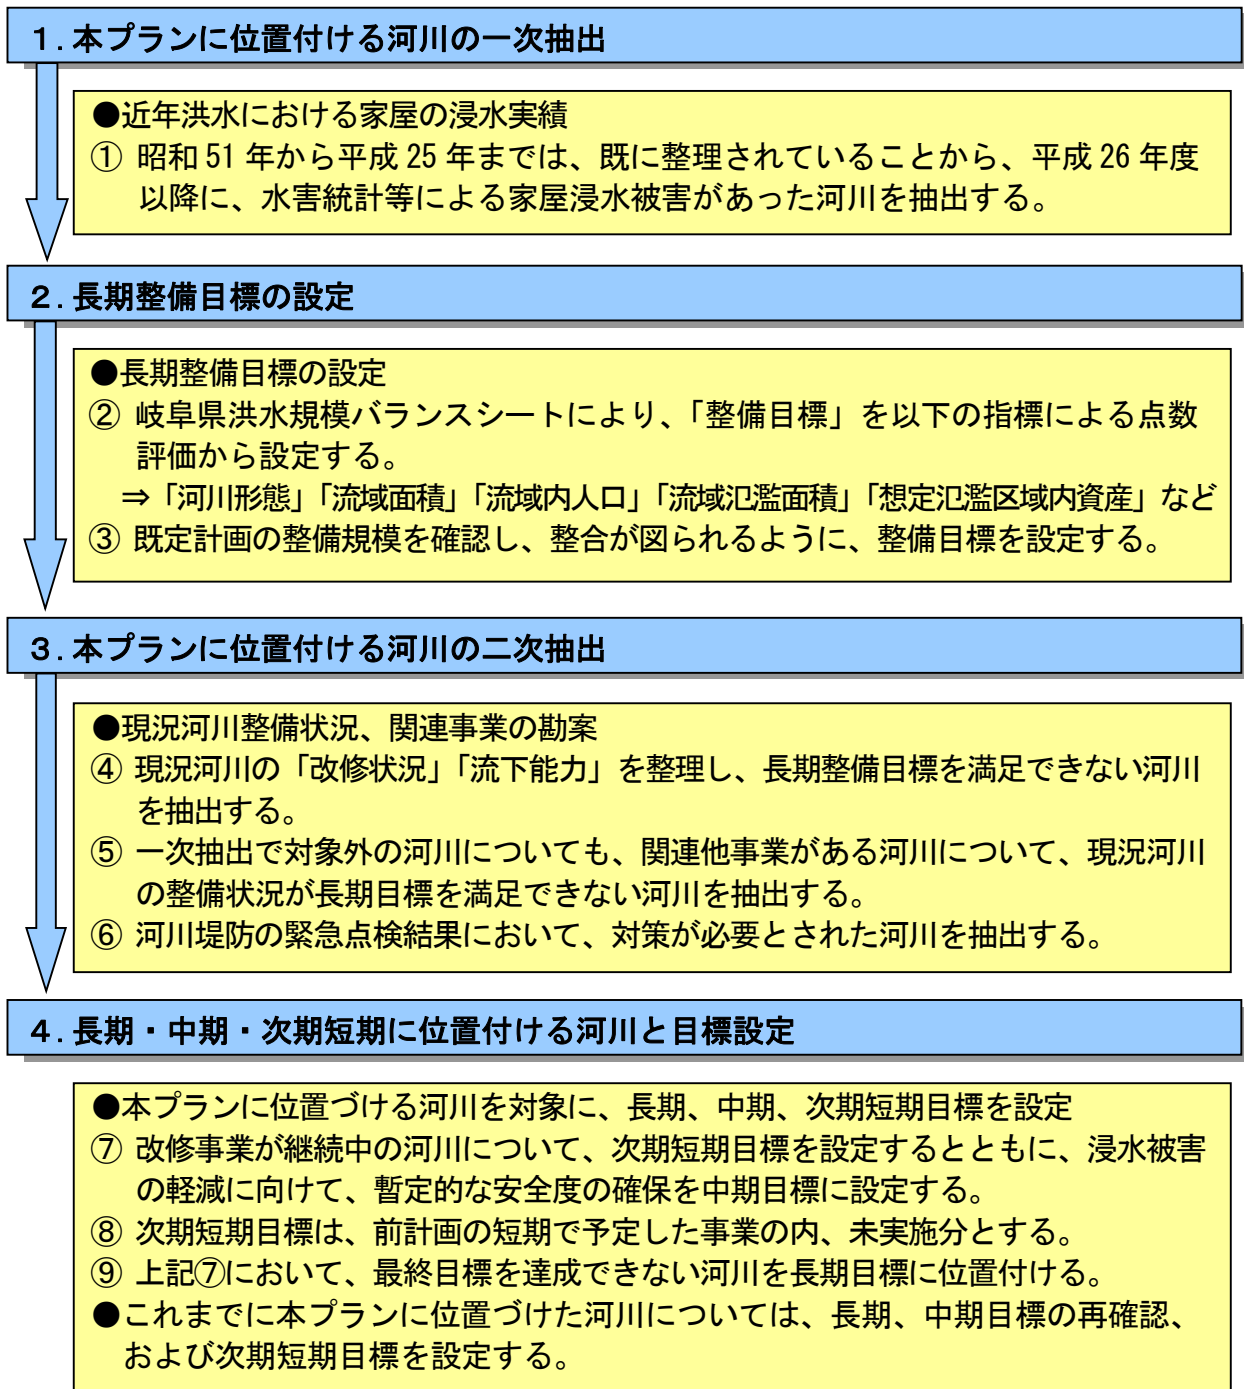 １．本プランに位置付ける河川の一次抽出
●近年洪水における家屋の浸水実績
① 昭和 51 年から平成 25 年までは、既に整理されていることから、平成 26 年度
以降に、水害統計等による家屋浸水被害があった河川を抽出する。
２．長期整備目標の設定
●長期整備目標の設定
② 岐阜県洪水規模バランスシートにより、「整備目標」を以下の指標による点数
評価から設定する。
⇒「河川形態」「流域面積」「流域内人口」「流域氾濫面積」「想定氾濫区域内資産」など
③ 既定計画の整備規模を確認し、整合が図られるように、整備目標を設定する。
３．本プランに位置付ける河川の二次抽出
●現況河川整備状況、関連事業の勘案
④ 現況河川の「改修状況」「流下能力」を整理し、長期整備目標を満足できない河川
を抽出する。
⑤ 一次抽出で対象外の河川についても、関連他事業がある河川について、現況河川
の整備状況が長期目標を満足できない河川を抽出する。
⑥ 河川堤防の緊急点検結果において、対策が必要とされた河川を抽出する。
４．長期・中期・次期短期に位置付ける河川と目標設定
●本プランに位置づける河川を対象に、長期、中期、次期短期目標を設定
⑦ 改修事業が継続中の河川について、次期短期目標を設定するとともに、浸水被害
の軽減に向けて、暫定的な安全度の確保を中期目標に設定する。
⑧ 次期短期目標は、前計画の短期で予定した事業の内、未実施分とする。
⑨ 上記⑦において、最終目標を達成できない河川を長期目標に位置付ける。
●これまでに本プランに位置づけた河川については、長期、中期目標の再確認、
および次期短期目標を設定する。